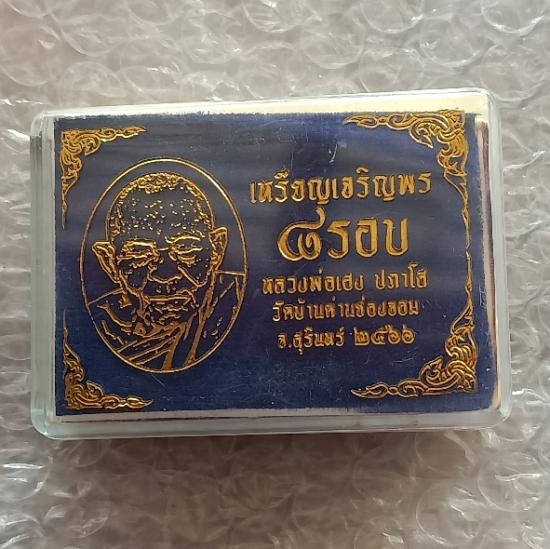 เหรียญเจริญพร
๘รอบ
หลวงพ่อเฮง ปภาโส
วัดบ้านด่านช่องจอม
จ.สุรินทร์ ๒๕๖๖